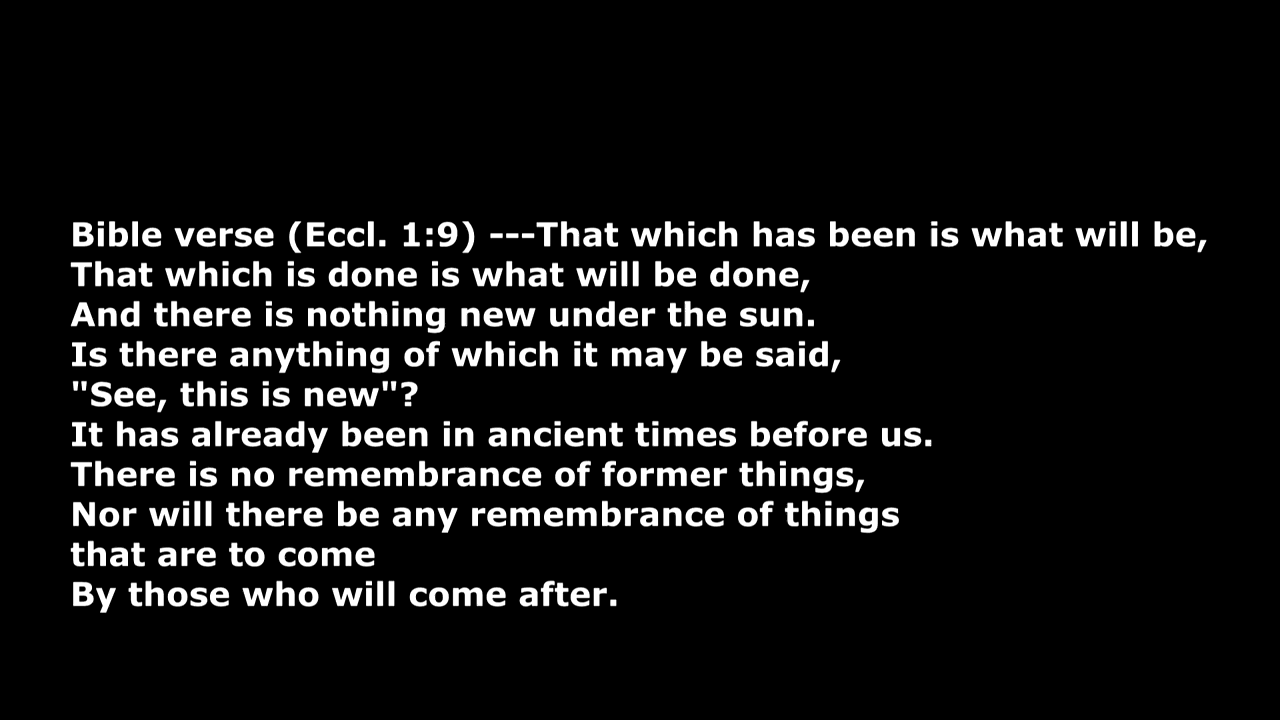 Bible verse (Eccl. 1:9) ---That which has been is what will be,
That which is done is what will be done,
And there is nothing new under the sun.
Is there anything of which it may be said,
"See, this is new"?
It has already been in ancient times before us.
There is no remembrance of former things,
Nor will there be any remembrance of things
that are to come
By those who will come after.